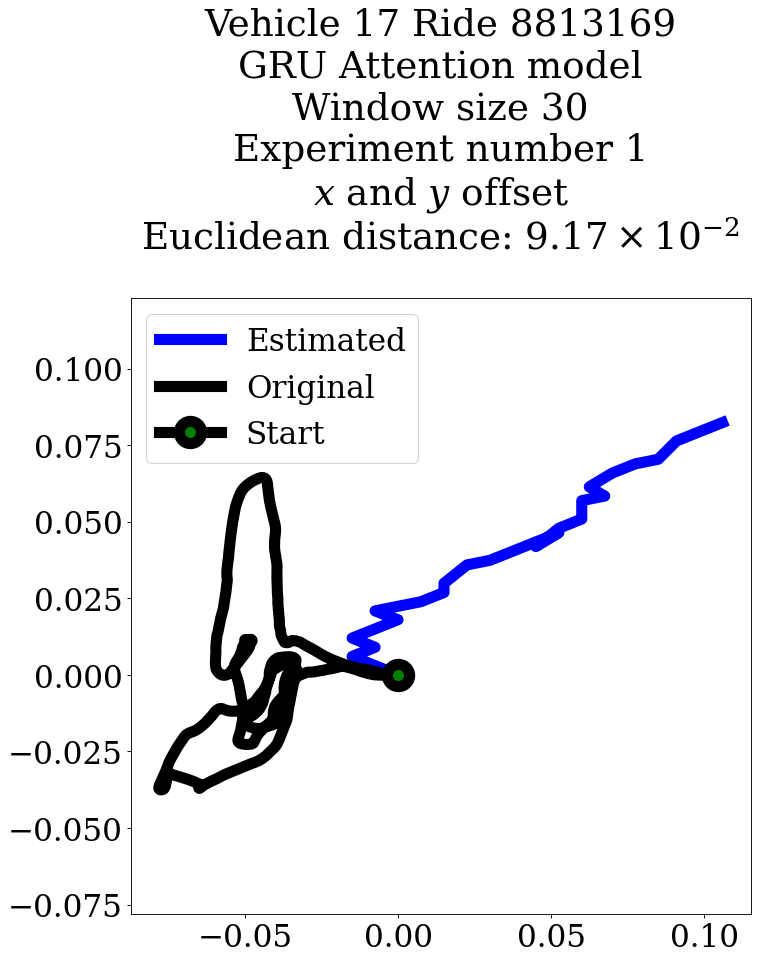 Vehicle 17 Ride 8813169
GRU Attention model
Window size 30
Experiment number 1
x and y offset
Euclidean distance: 9.17 × 10⁻²
Estimated
Original
Start
0.100
0.075
0.050
0.025
0.000
−0.025
−0.050
−0.075
−0.05 0.00 0.05 0.10